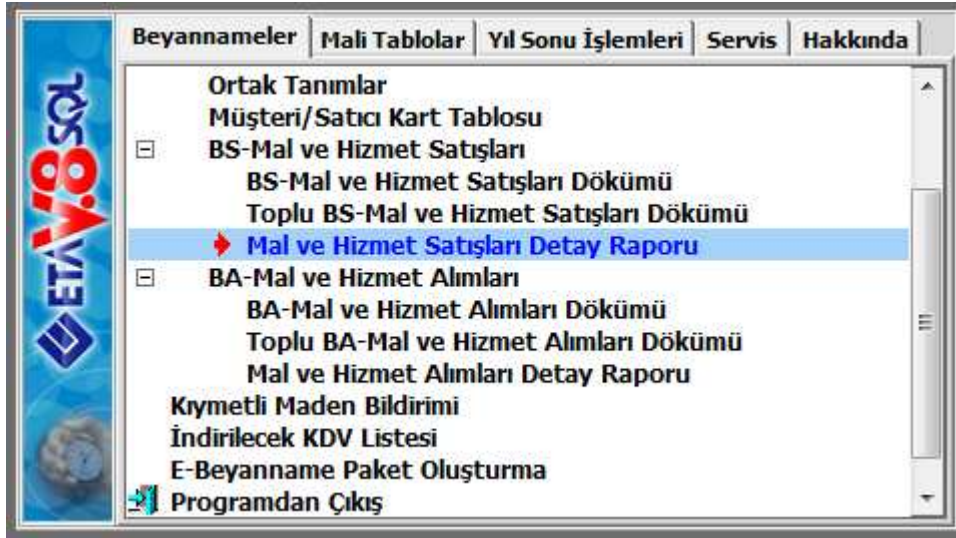 Beyannameler Mali Tablolar Yıl Sonu İşlemleri Servis Hakkında
Ortak Tanımlar
Müşteri/Satıcı Kart Tablosu
BS-Mal ve Hizmet Satışları
BS-Mal ve Hizmet Satışları Dökümü
Toplu BS-Mal ve Hizmet Satışları Dökümü
Mal ve Hizmet Satışları Detay Raporu
BA-Mal ve Hizmet Alımları
BA-Mal ve Hizmet Alımları Dökümü
Toplu BA-Mal ve Hizmet Alımları Dökümü
Mal ve Hizmet Alımları Detay Raporu
Kıymetli Maden Bildirimi
İndirilecek KDV Listesi
E-Beyanname Paket Oluşturma
Programdan Çıkış
ETA V.8 SQL